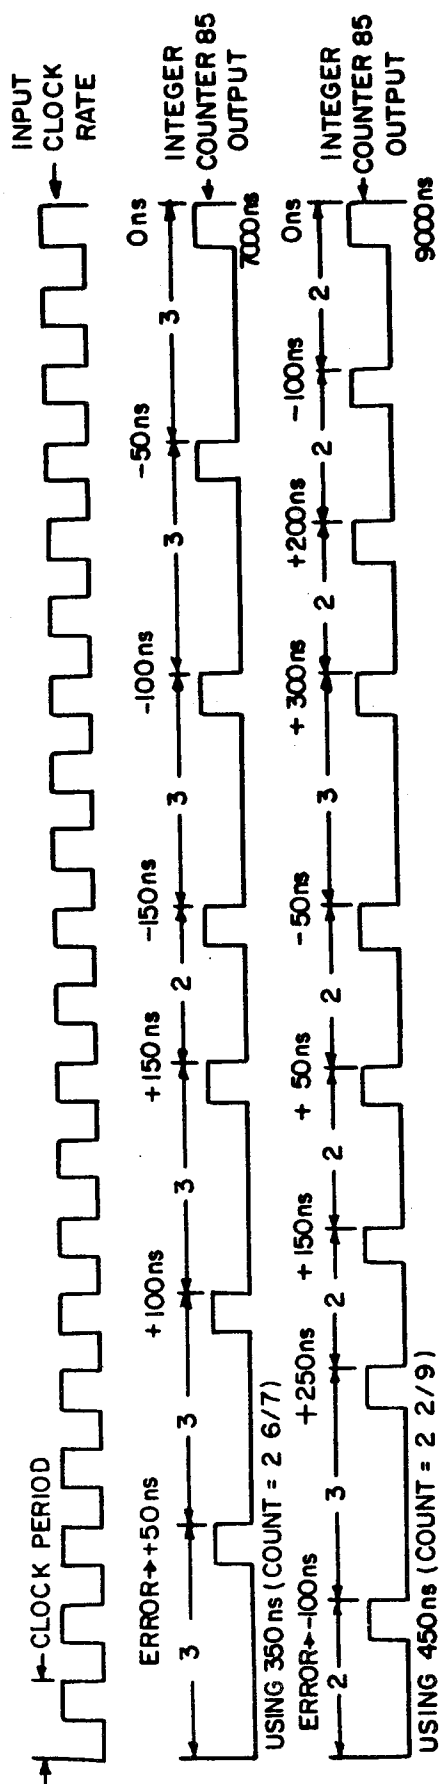 CLOCK PERIOD
INPUT
CLOCK
RATE
ERROR→+50ns +100ns +150ns -150ns -100ns -50ns 0ns
3 3 3 2 3 3 3
INTEGER
COUNTER 85
OUTPUT
7000ns
USING 350ns (COUNT = 2 6/7)
ERROR→-100ns +250ns +150ns +50ns -50ns +300ns +200ns -100ns 0ns
2 3 2 2 2 3 2 2 2
INTEGER
COUNTER 85
OUTPUT
9000ns
USING 450ns (COUNT = 2 2/9)